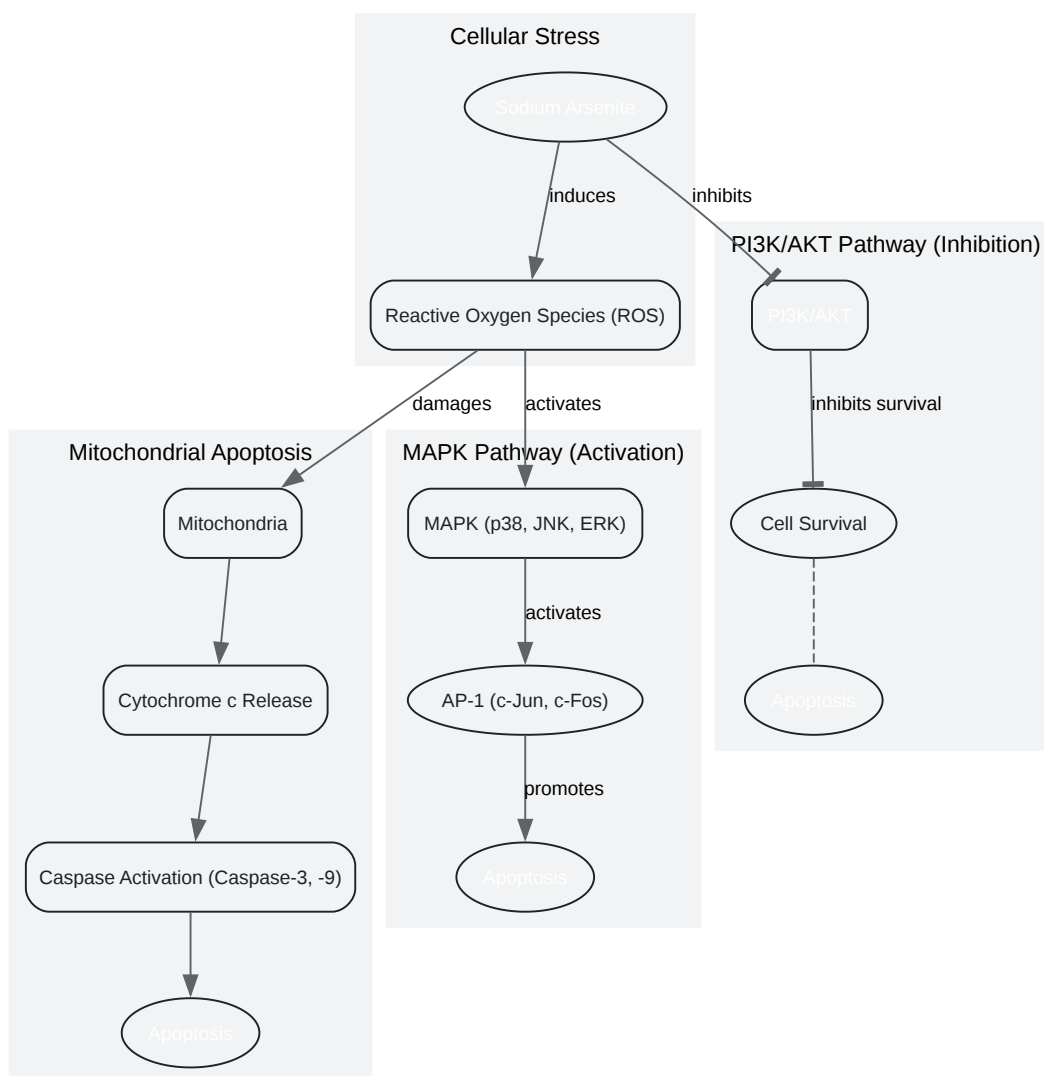 Cellular Stress
Sodium Arsenite
induces
inhibits
PI3K/AKT Pathway (Inhibition)
Reactive Oxygen Species (ROS)
PI3K/AKT
damages
activates
inhibits survival
Mitochondrial Apoptosis
MAPK Pathway (Activation)
Mitochondria
MAPK (p38, JNK, ERK)
Cell Survival
activates
Cytochrome c Release
AP-1 (c-Jun, c-Fos)
Apoptosis
promotes
Caspase Activation (Caspase-3, -9)
Apoptosis
Apoptosis